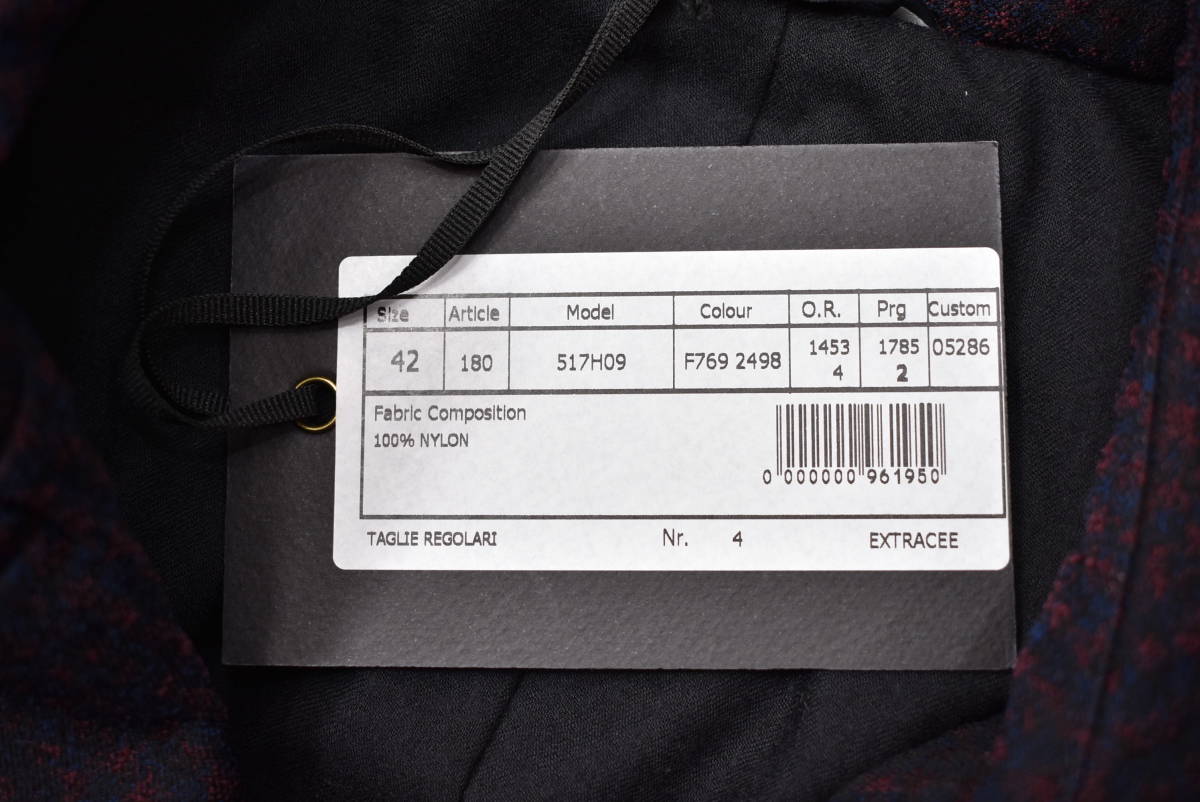 Size Article Model Colour O.R. Prg Custom
42 180 517H09 F769 2498 1453 1785 05286
4 2
Fabric Composition
100% NYLON
0 000000 961950
TAGLIE REGOLARI Nr. 4 EXTRACEE